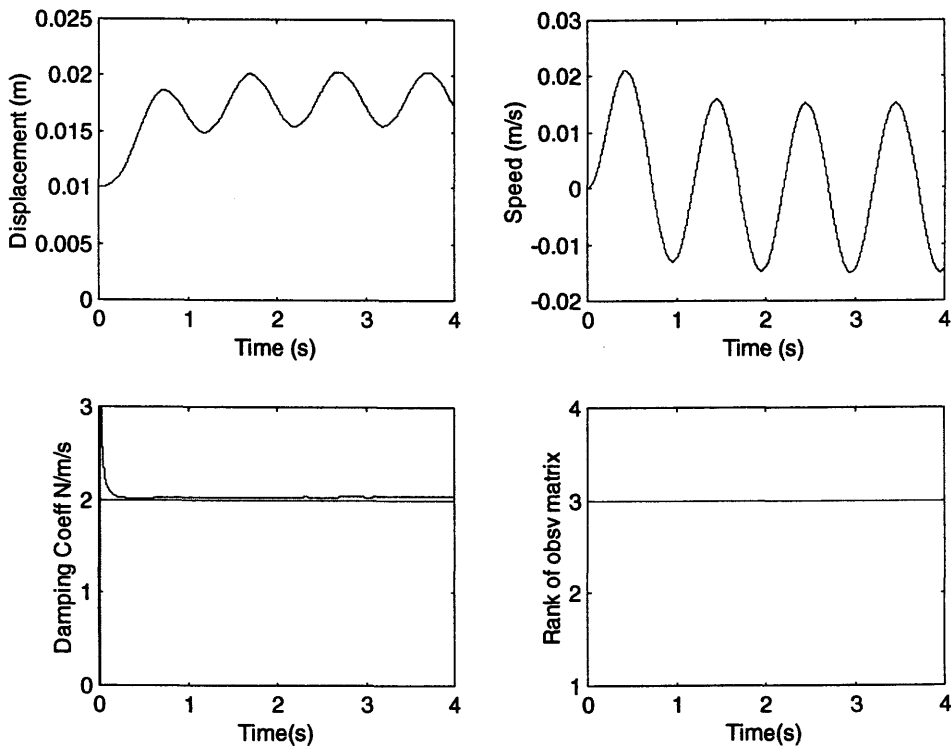 0.025
0.02
0.015
0.01
0.005
0
Displacement (m)
0 1 2 3 4
Time (s)
0.03
0.02
0.01
0
-0.01
-0.02
Speed (m/s)
0 1 2 3 4
Time (s)
3
2
1
0
Damping Coeff N/m/s
0 1 2 3 4
Time(s)
4
3
2
1
Rank of obsv matrix
0 1 2 3 4
Time(s)